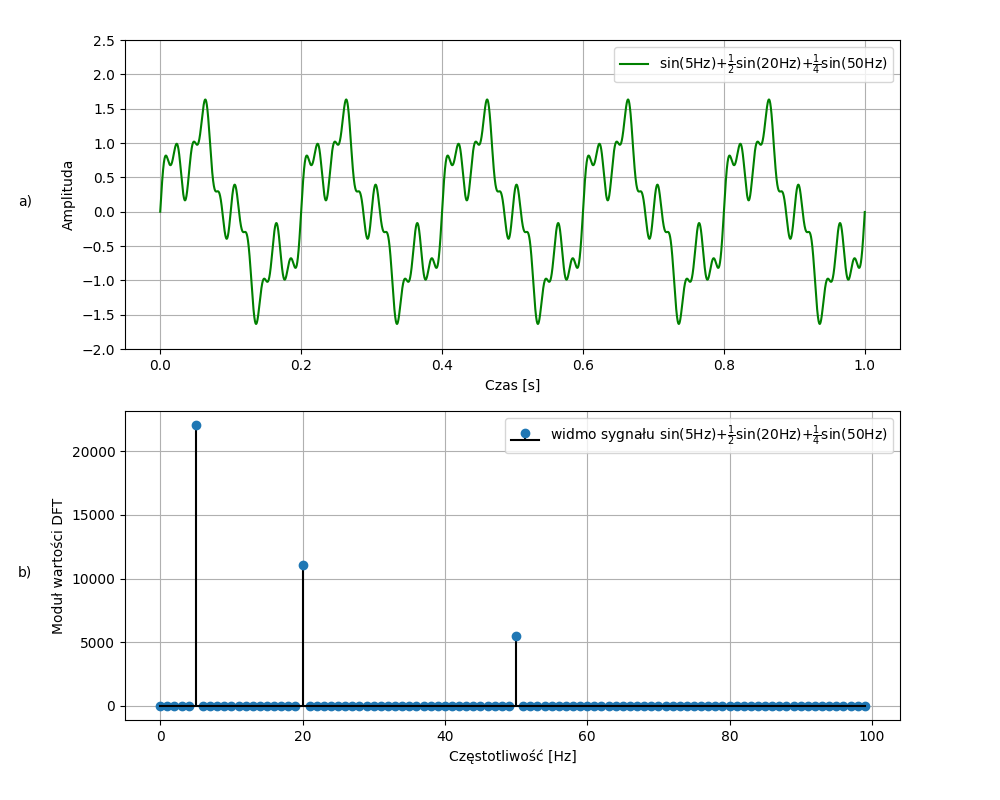 2.5
2.0
1.5
1.0
0.5
0.0
−0.5
−1.0
−1.5
−2.0
Amplituda
a)
sin(5Hz)+½sin(20Hz)+¼sin(50Hz)
0.0 0.2 0.4 0.6 0.8 1.0
Czas [s]
20000
15000
10000
5000
0
Moduł wartości DFT
b)
widmo sygnału sin(5Hz)+½sin(20Hz)+¼sin(50Hz)
0 20 40 60 80 100
Częstotliwość [Hz]